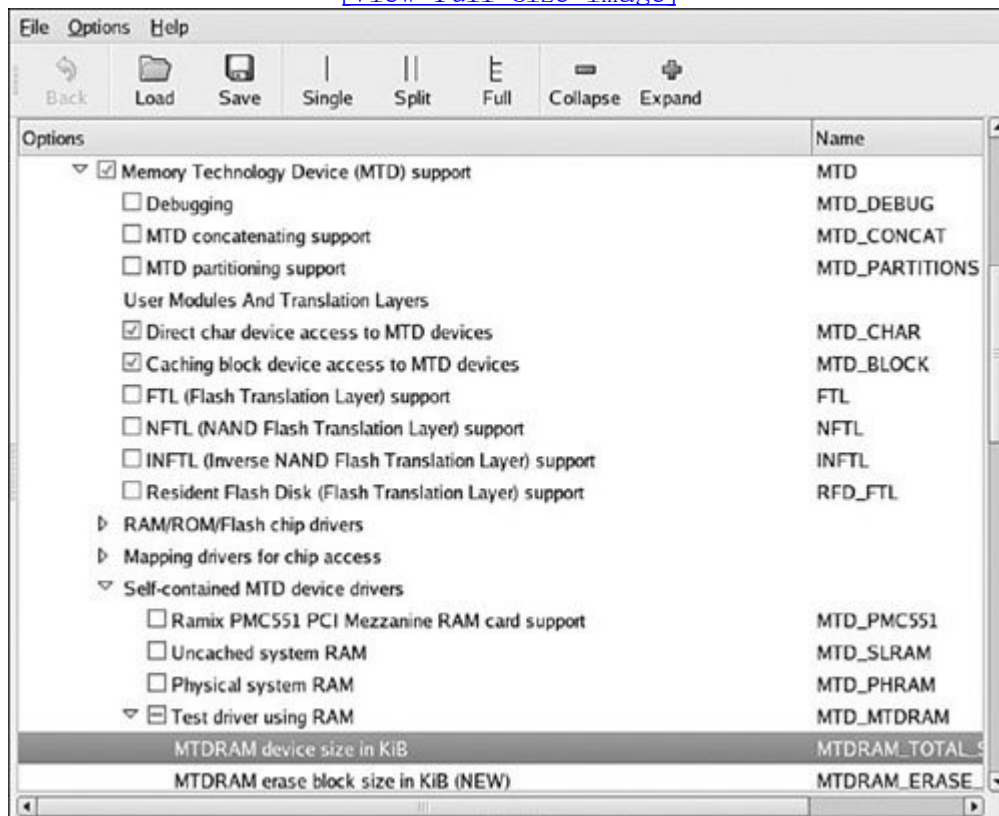 [View Full Size Image]
File Options Help
Back Load Save Single Split Full Collapse Expand
Options Name
Memory Technology Device (MTD) support MTD
Debugging MTD_DEBUG
MTD concatenating support MTD_CONCAT
MTD partitioning support MTD_PARTITIONS
User Modules And Translation Layers
Direct char device access to MTD devices MTD_CHAR
Caching block device access to MTD devices MTD_BLOCK
FTL (Flash Translation Layer) support FTL
NFTL (NAND Flash Translation Layer) support NFTL
INFTL (Inverse NAND Flash Translation Layer) support INFTL
Resident Flash Disk (Flash Translation Layer) support RFD_FTL
RAM/ROM/Flash chip drivers
Mapping drivers for chip access
Self-contained MTD device drivers
Ramix PMC551 PCI Mezzanine RAM card support MTD_PMC551
Uncached system RAM MTD_SLRAM
Physical system RAM MTD_PHRAM
Test driver using RAM MTD_MTDRAM
MTDRAM device size in KiB MTDRAM_TOTAL_S
MTDRAM erase block size in KiB (NEW) MTDRAM_ERASE_